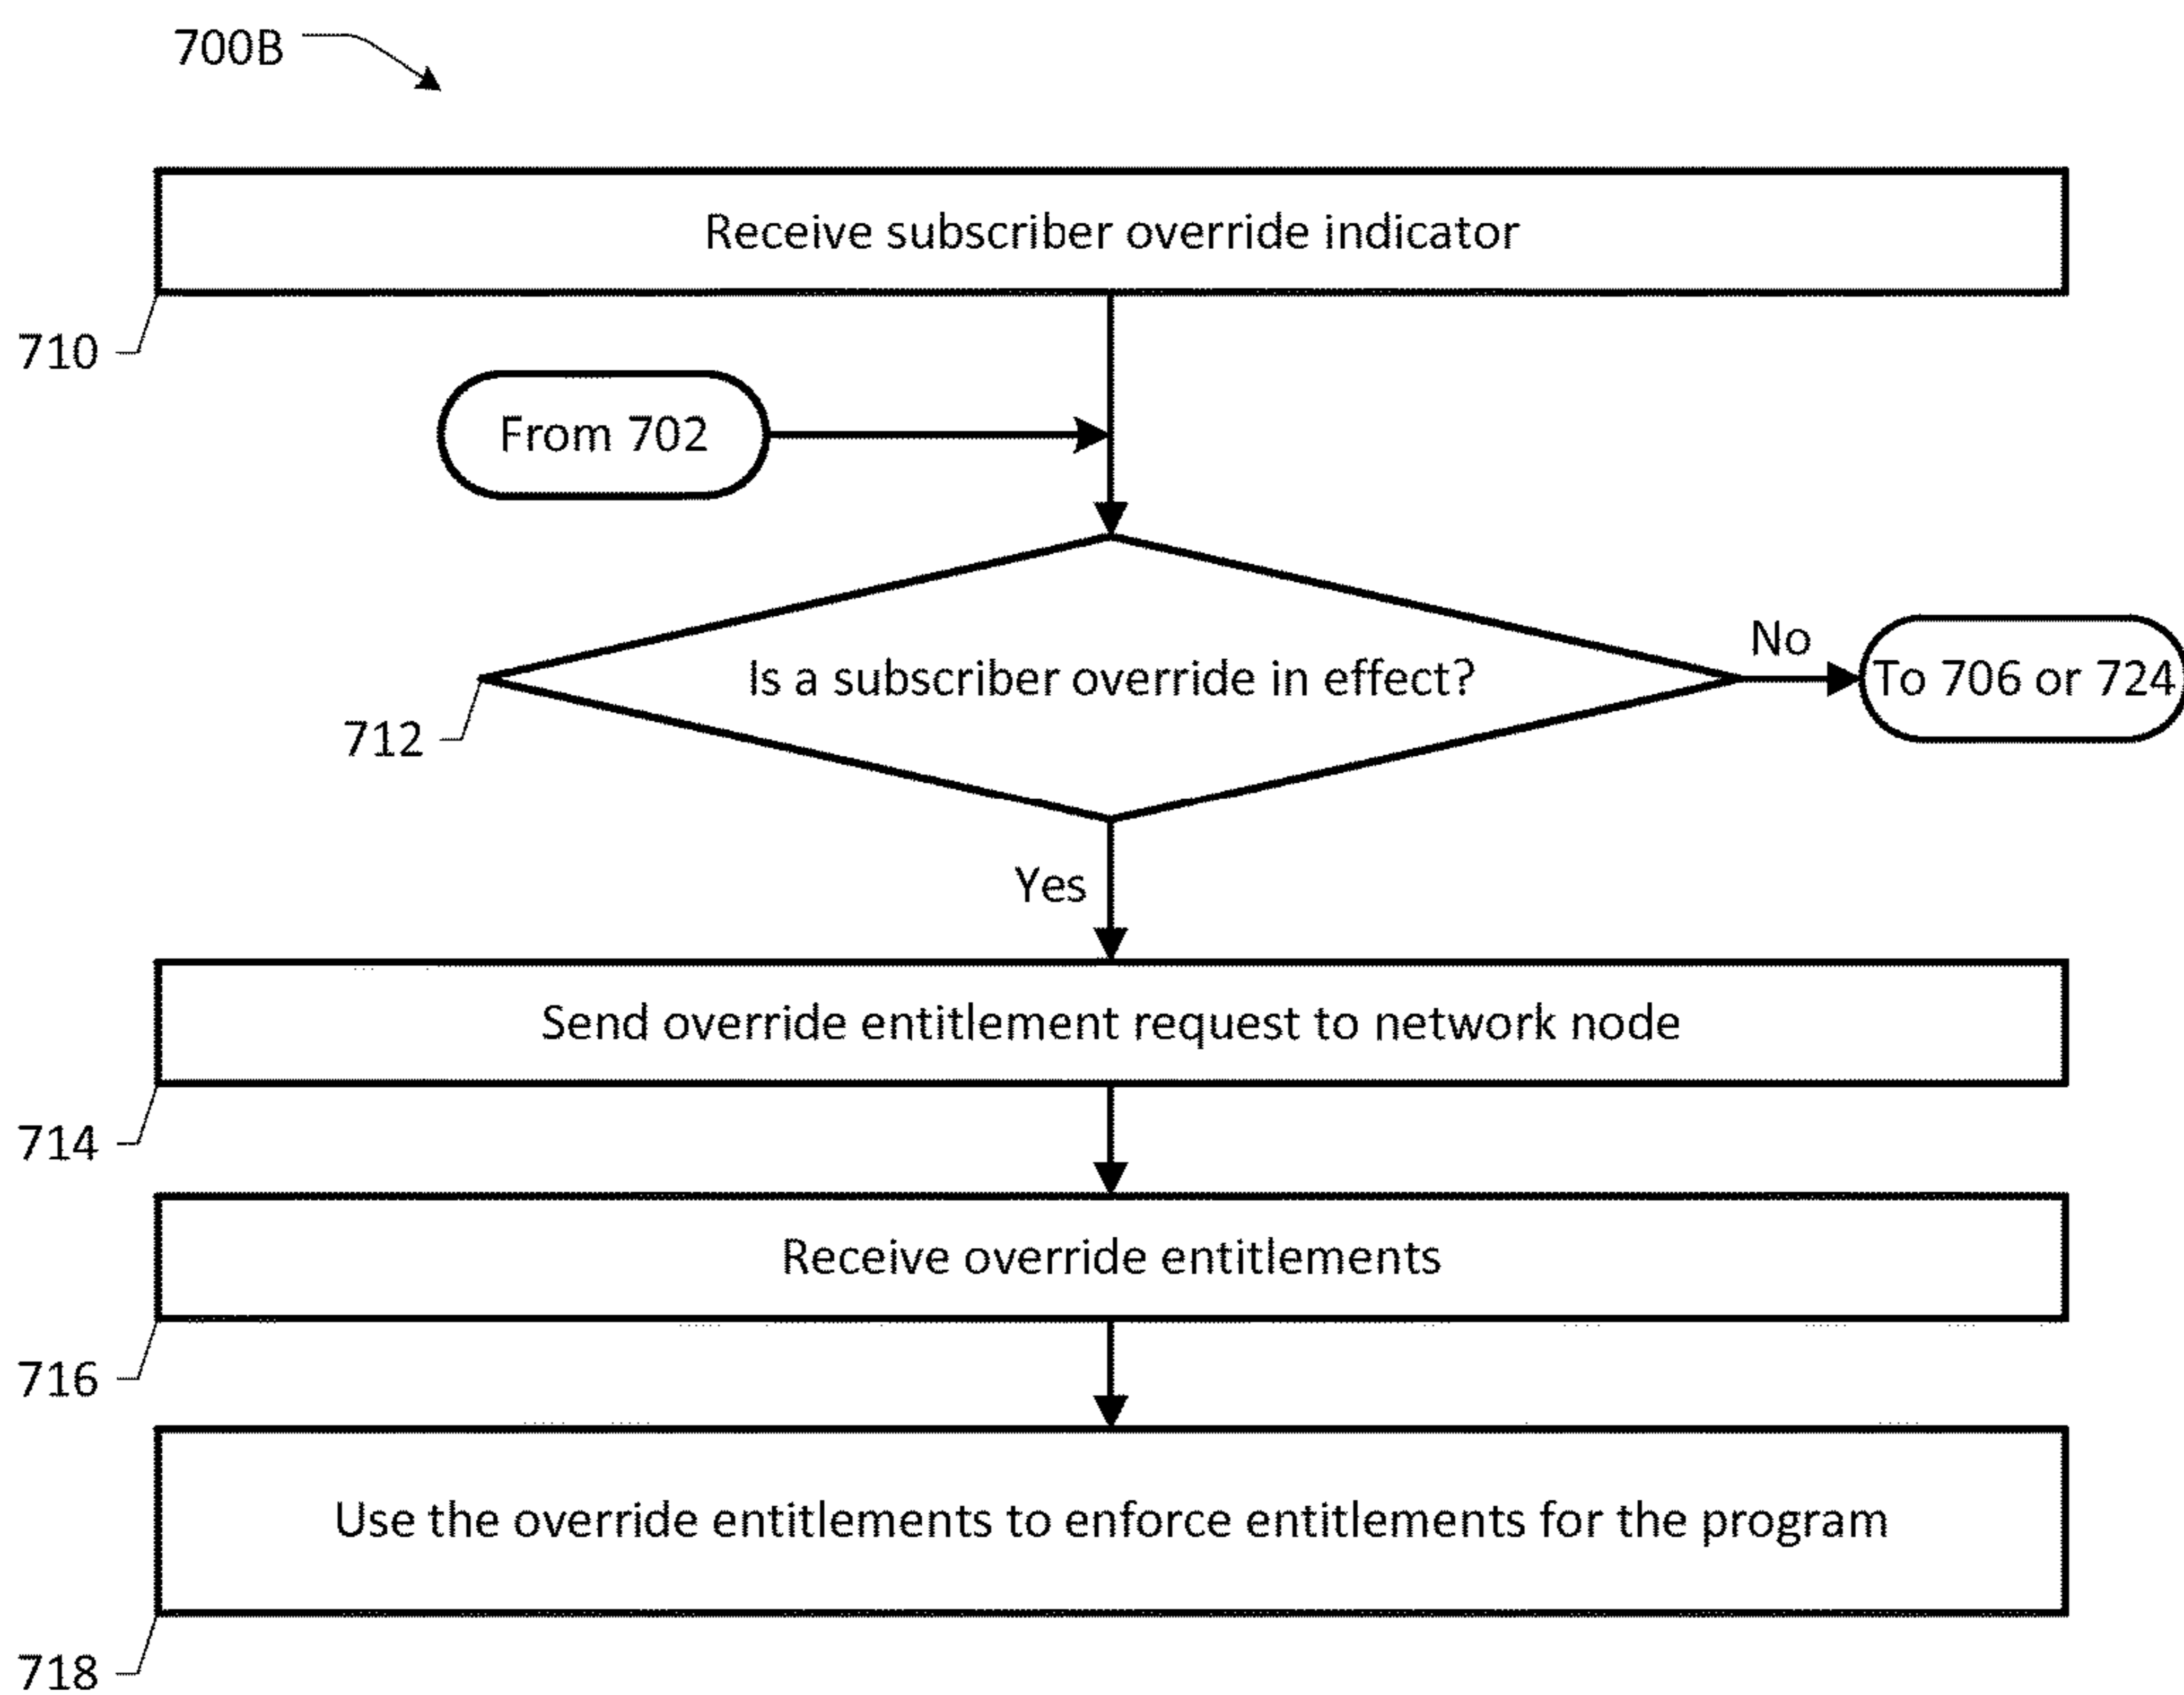 700B
Receive subscriber override indicator
710
From 702
Is a subscriber override in effect?
No
To 706 or 724
712
Yes
Send override entitlement request to network node
714
Receive override entitlements
716
Use the override entitlements to enforce entitlements for the program
718